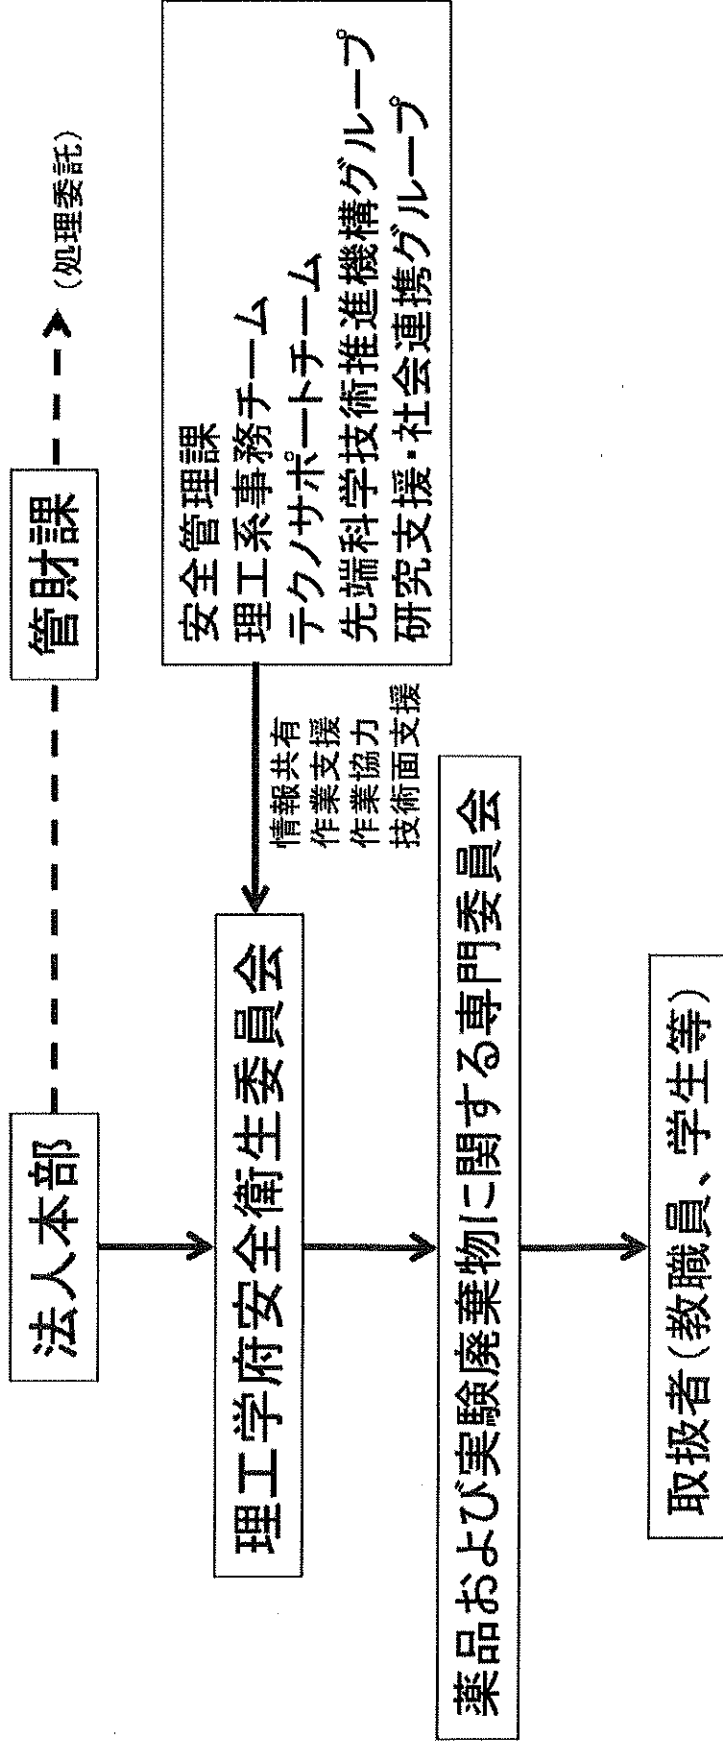 法人本部
管財課
(処理委託)
理工学府安全衛生委員会
情報共有
作業支援
作業協力
技術面支援
安全管理課
理工系事務チーム
テクノサポートチーム
先端科学技術推進機構グループ
研究支援・社会連携グループ
薬品および実験廃棄物に関する専門委員会
取扱者(教職員、学生等)